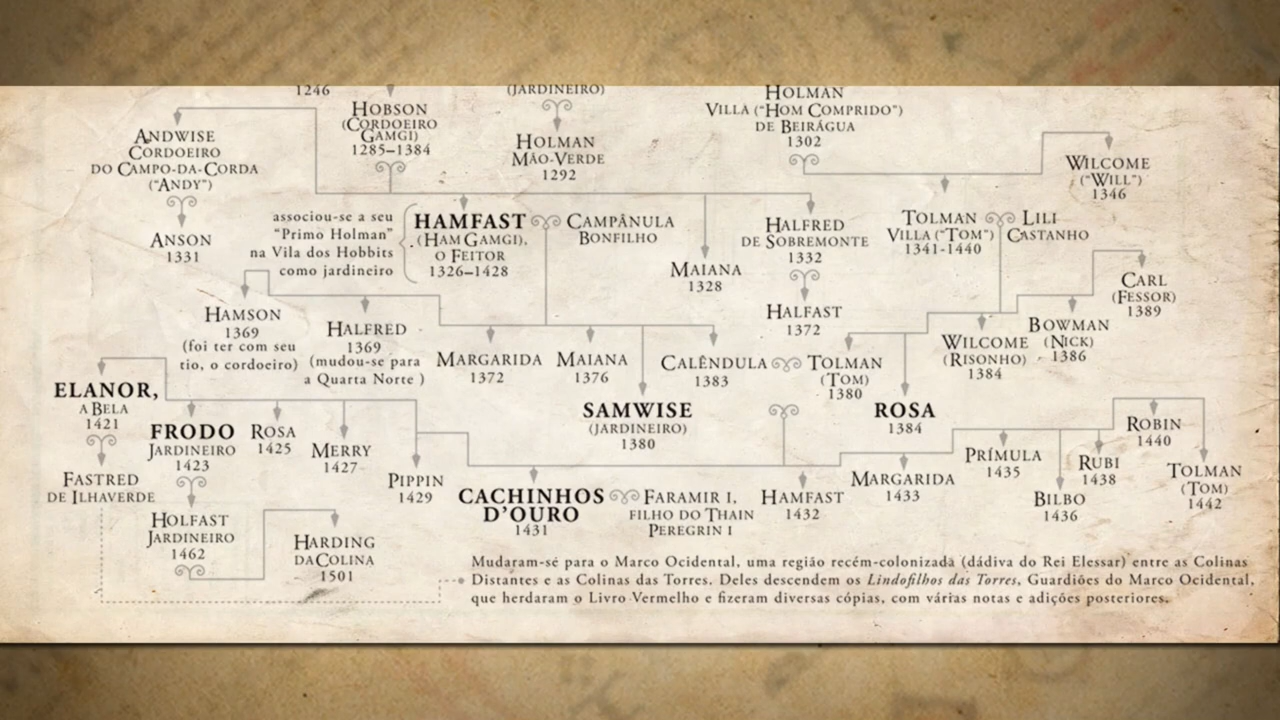 1246
(JARDINEIRO)
HOLMAN
VILLA ("HOM COMPRIDO")
DE BEIRÁGUA
1302
HOBSON
(CORDOEIRO
GAMGI)
1285–1384
ANDWISE
CORDOEIRO
DO CAMPO-DA-CORDA
("ANDY")
HOLMAN
MÃO-VERDE
1292
WILCOME
("WILL")
1346
ANSON
1331
associou-se a seu
"Primo Holman"
na Vila dos Hobbits
como jardineiro
HAMFAST
(HAM GAMGI),
O FEITOR
1326–1428
CAMPÂNULA
BONFILHO
MAIANA
1328
HALFRED
DE SOBREMONTE
1332
TOLMAN
VILLA ("TOM")
1341-1440
LILI
CASTANHO
HALFAST
1372
CARL
(FESSOR)
1389
HAMSON
1369
(foi ter com seu
tio, o cordoeiro)
HALFRED
1369
(mudou-se para
a Quarta Norte )
MARGARIDA
1372
MAIANA
1376
CALÊNDULA
1383
TOLMAN
(TOM)
1380
WILCOME
(RISONHO)
1384
BOWMAN
(NICK)
1386
SAMWISE
(JARDINEIRO)
1380
ROSA
1384
ELANOR,
A BELA
1421
FRODO
JARDINEIRO
1423
ROSA
1425
MERRY
1427
PIPPIN
1429
FASTRED
DE ILHAVERDE
CACHINHOS
D'OURO
1431
FARAMIR I,
FILHO DO THAIN
PEREGRIN I
HAMFAST
1432
MARGARIDA
1433
PRÍMULA
1435
BILBO
1436
RUBI
1438
ROBIN
1440
TOLMAN
(TOM)
1442
HOLFAST
JARDINEIRO
1462
HARDING
DA COLINA
1501
Mudaram-se para o Marco Ocidental, uma região recém-colonizada (dádiva do Rei Elessar) entre as Colinas
Distantes e as Colinas das Torres. Deles descendem os Lindofilhos das Torres, Guardiões do Marco Ocidental,
que herdaram o Livro Vermelho e fizeram diversas cópias, com várias notas e adições posteriores.